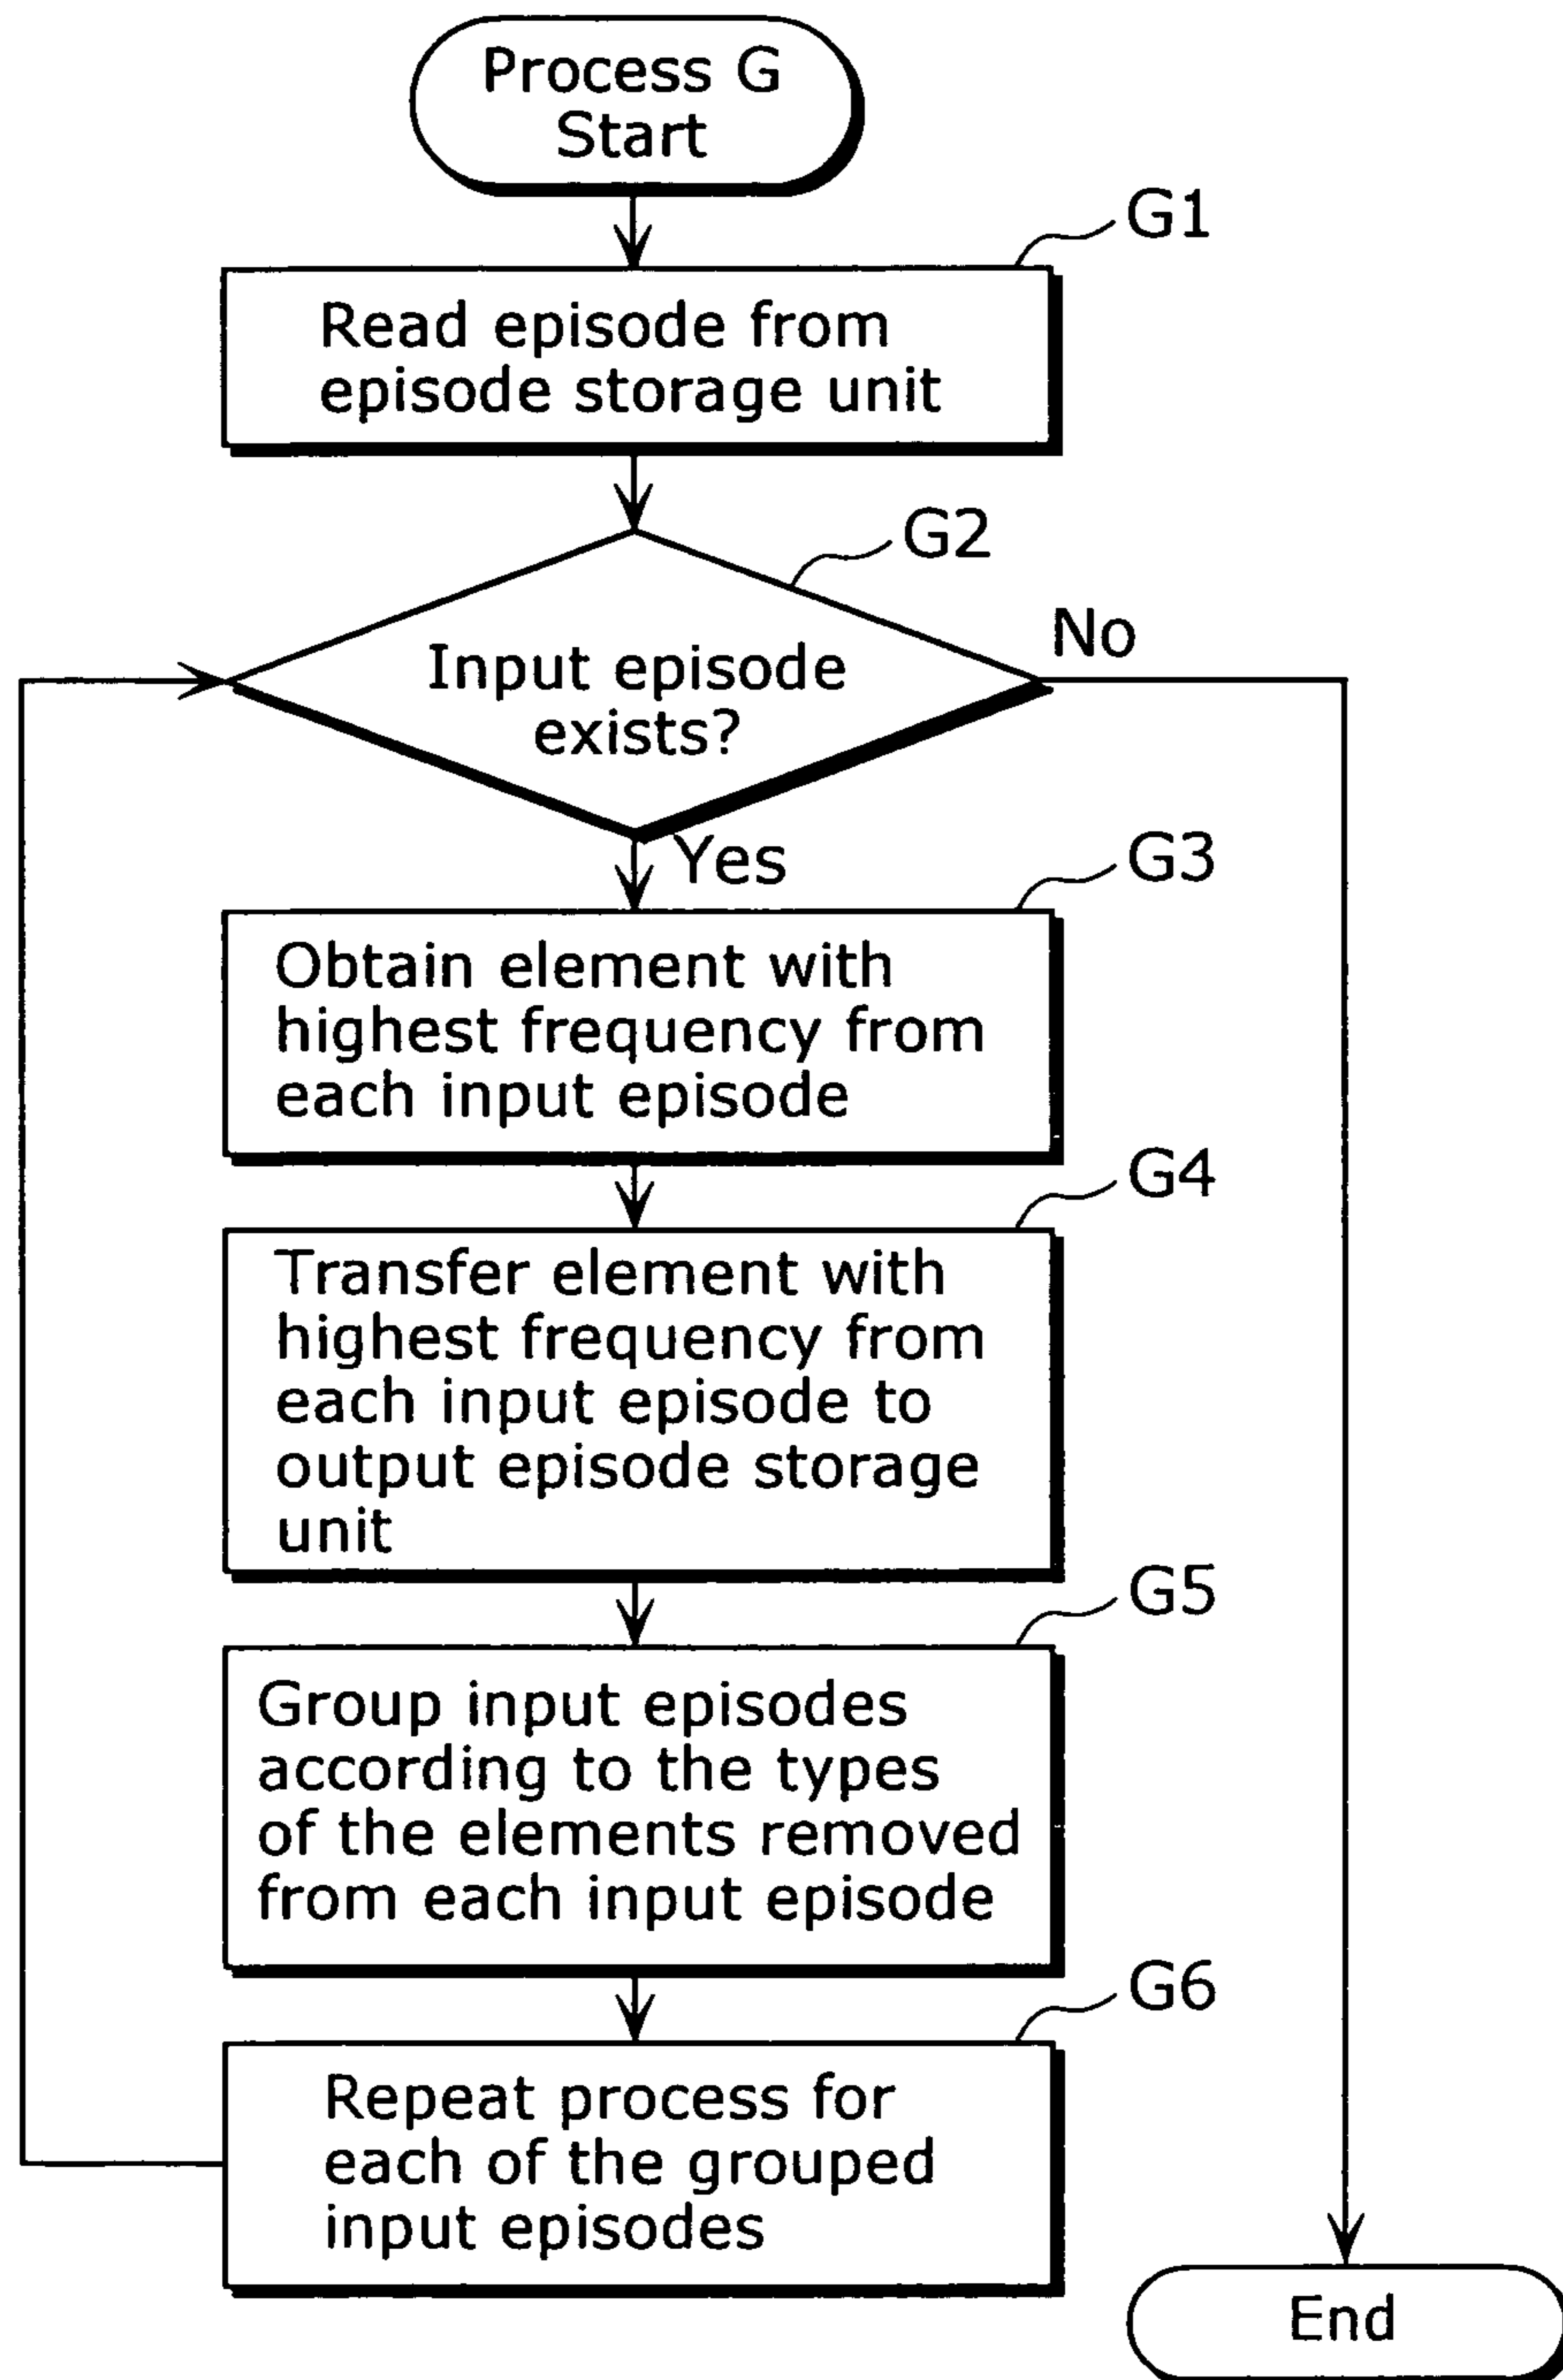 Process G
Start
G1
Read episode from
episode storage unit
G2
Input episode
exists?
No
Yes
G3
Obtain element with
highest frequency from
each input episode
G4
Transfer element with
highest frequency from
each input episode to
output episode storage
unit
G5
Group input episodes
according to the types
of the elements removed
from each input episode
G6
Repeat process for
each of the grouped
input episodes
End